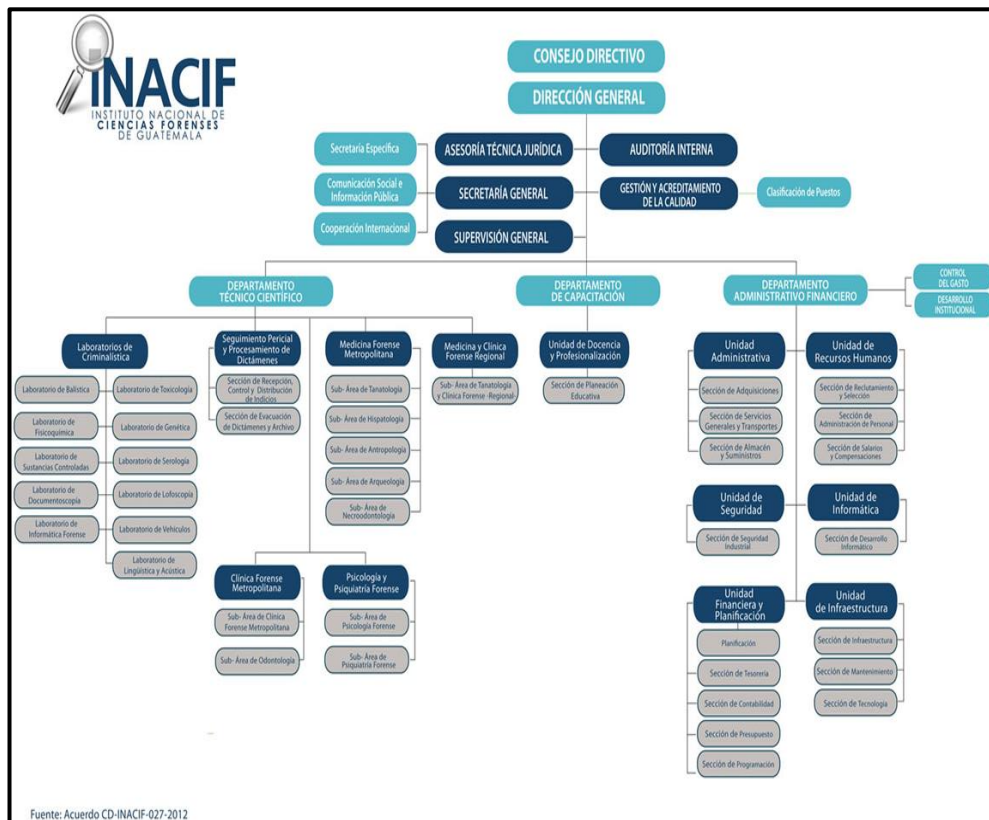 INACIF
INSTITUTO NACIONAL DE
CIENCIAS FORENSES
DE GUATEMALA
CONSEJO DIRECTIVO
DIRECCIÓN GENERAL
Secretaría Específica
ASESORÍA TÉCNICA JURÍDICA
AUDITORÍA INTERNA
Comunicación Social e
Información Pública
SECRETARÍA GENERAL
GESTIÓN Y ACREDITAMIENTO
DE LA CALIDAD
Clasificación de Puestos
Cooperación Internacional
SUPERVISIÓN GENERAL
DEPARTAMENTO
TÉCNICO CIENTÍFICO
DEPARTAMENTO
DE CAPACITACIÓN
DEPARTAMENTO
ADMINISTRATIVO FINANCIERO
CONTROL
DEL GASTO
DESARROLLO
INSTITUCIONAL
Laboratorios de
Criminalística
Laboratorio de Balística
Laboratorio de Toxicología
Laboratorio de
Fisicoquímica
Laboratorio de Genética
Laboratorio de
Sustancias Controladas
Laboratorio de Serología
Laboratorio de
Documentoscopía
Laboratorio de Lofoscopía
Laboratorio de
Informática Forense
Laboratorio de Vehículos
Laboratorio de
Lingüística y Acústica
Seguimiento Pericial
y Procesamiento de
Dictámenes
Sección de Recepción,
Control y Distribución
de Indicios
Sección de Evacuación
de Dictámenes y Archivo
Medicina Forense
Metropolitana
Sub- Área de Tanatología
Sub- Área de Hispatología
Sub- Área de Antropología
Sub- Área de Arqueología
Sub- Área de
Necroodontología
Medicina y Clínica
Forense Regional
Sub- Área de Tanatología
y Clínica Forense -Regional-
Clínica Forense
Metropolitana
Sub- Área de Clínica
Forense Metropolitana
Sub- Área de Odontología
Psicología y
Psiquiatría Forense
Sub- Área de
Psicología Forense
Sub- Área de
Psiquiatría Forense
Unidad de Docencia
y Profesionalización
Sección de Planeación
Educativa
Unidad
Administrativa
Sección de Adquisiciones
Sección de Servicios
Generales y Transportes
Sección de Almacén
y Suministros
Unidad de
Recursos Humanos
Sección de Reclutamiento
y Selección
Sección de
Administración de Personal
Sección de Salarios
y Compensaciones
Unidad de
Seguridad
Sección de Seguridad
Industrial
Unidad de
Informática
Sección de Desarrollo
Informático
Unidad
Financiera y
Planificación
Planificación
Sección de Tesorería
Sección de Contabilidad
Sección de Presupuesto
Sección de Programación
Unidad
de Infraestructura
Sección de Infraestructura
Sección de Mantenimiento
Sección de Tecnología
Fuente: Acuerdo CD-INACIF-027-2012